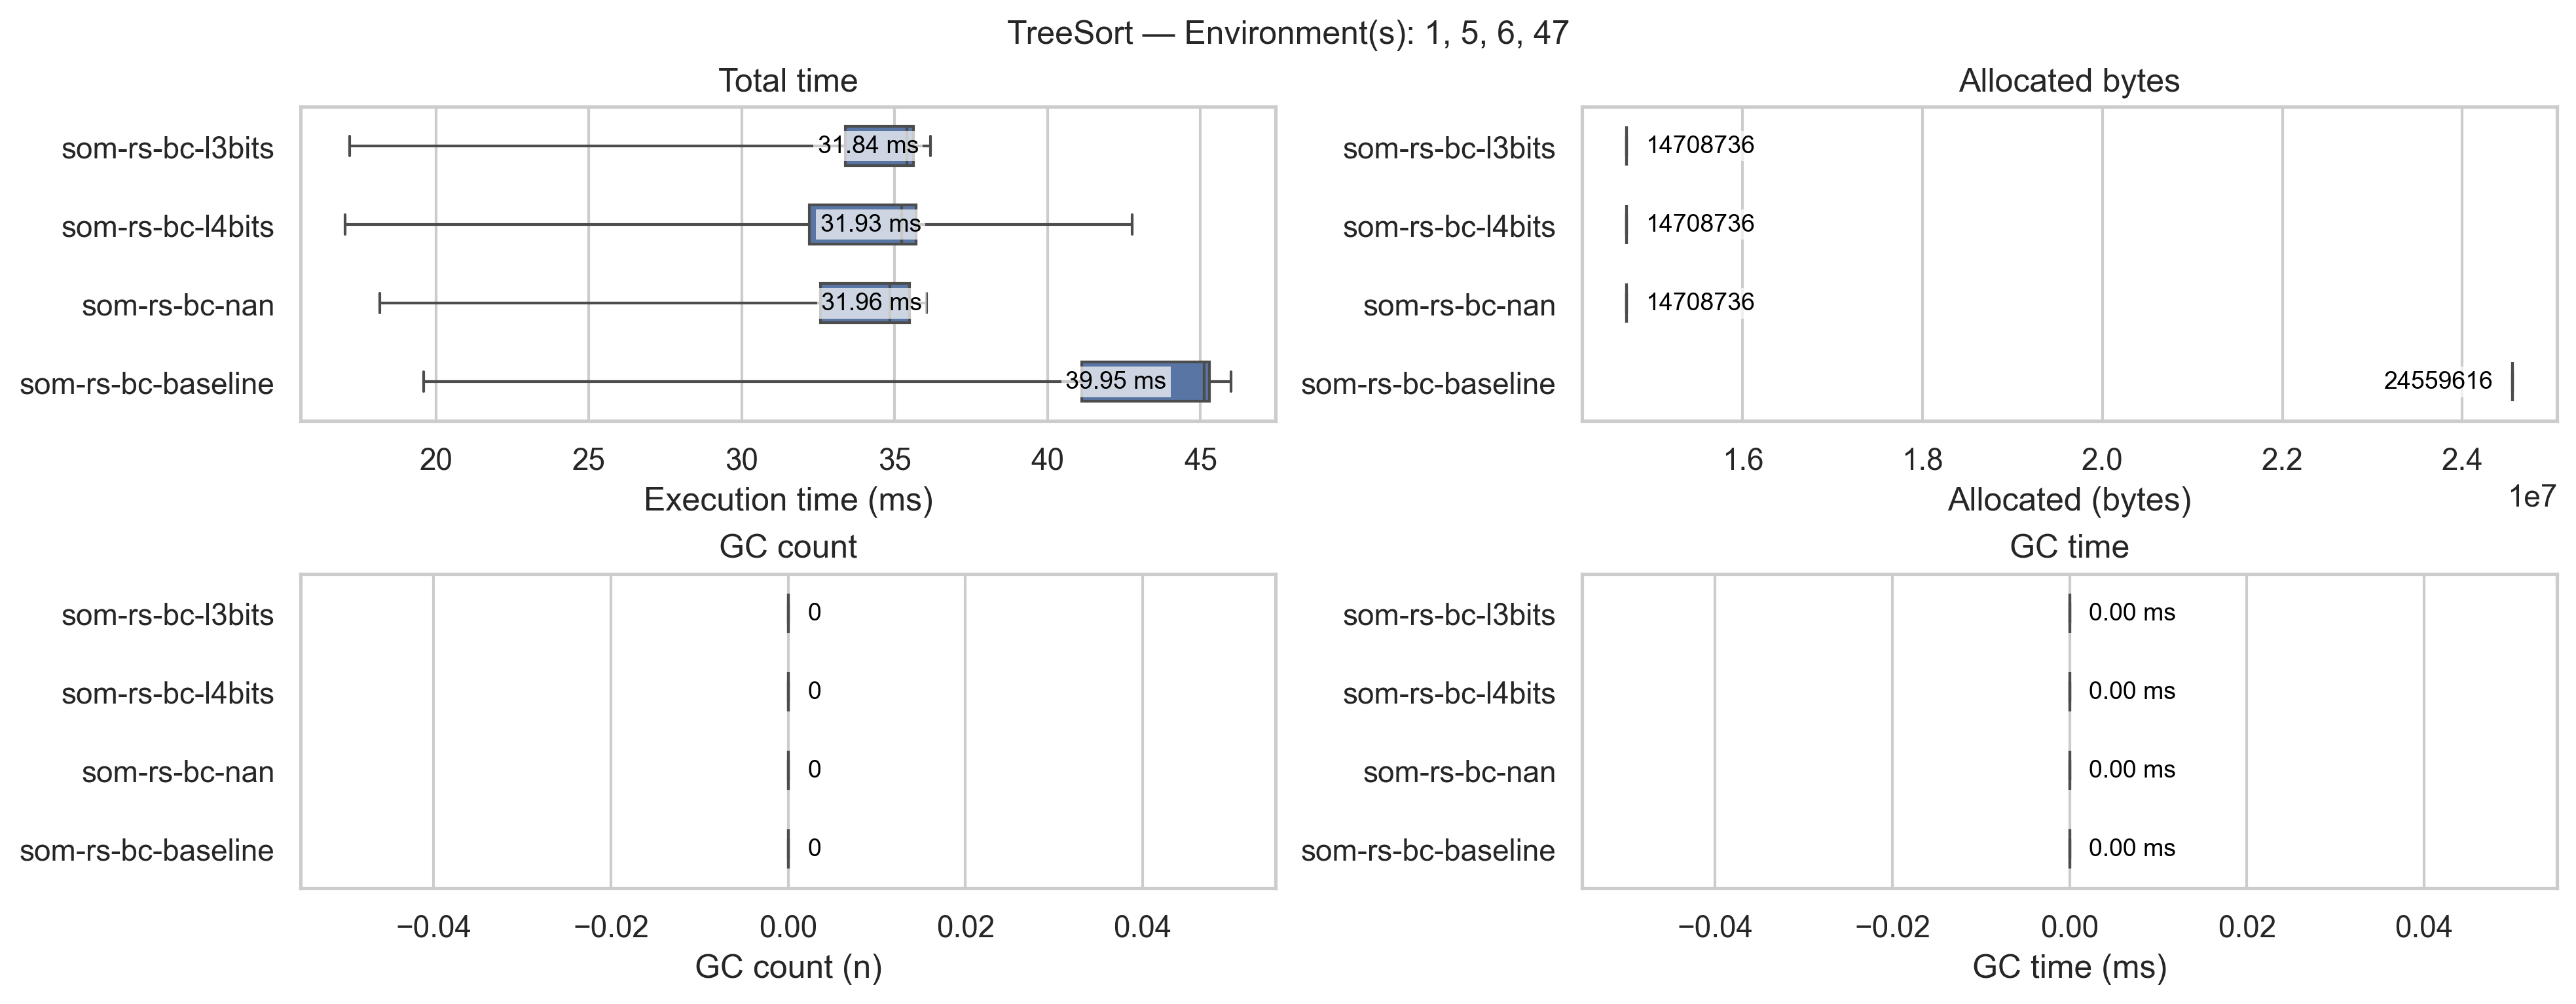 TreeSort — Environment(s): 1, 5, 6, 47
Total time
som-rs-bc-l3bits
31.84 ms
som-rs-bc-l4bits
31.93 ms
som-rs-bc-nan
31.96 ms
som-rs-bc-baseline
39.95 ms
20 25 30 35 40 45
Execution time (ms)
Allocated bytes
som-rs-bc-l3bits
14708736
som-rs-bc-l4bits
14708736
som-rs-bc-nan
14708736
som-rs-bc-baseline
24559616
1.6 1.8 2.0 2.2 2.4
1e7
Allocated (bytes)
GC count
som-rs-bc-l3bits
0
som-rs-bc-l4bits
0
som-rs-bc-nan
0
som-rs-bc-baseline
0
−0.04 −0.02 0.00 0.02 0.04
GC count (n)
GC time
som-rs-bc-l3bits
0.00 ms
som-rs-bc-l4bits
0.00 ms
som-rs-bc-nan
0.00 ms
som-rs-bc-baseline
0.00 ms
−0.04 −0.02 0.00 0.02 0.04
GC time (ms)